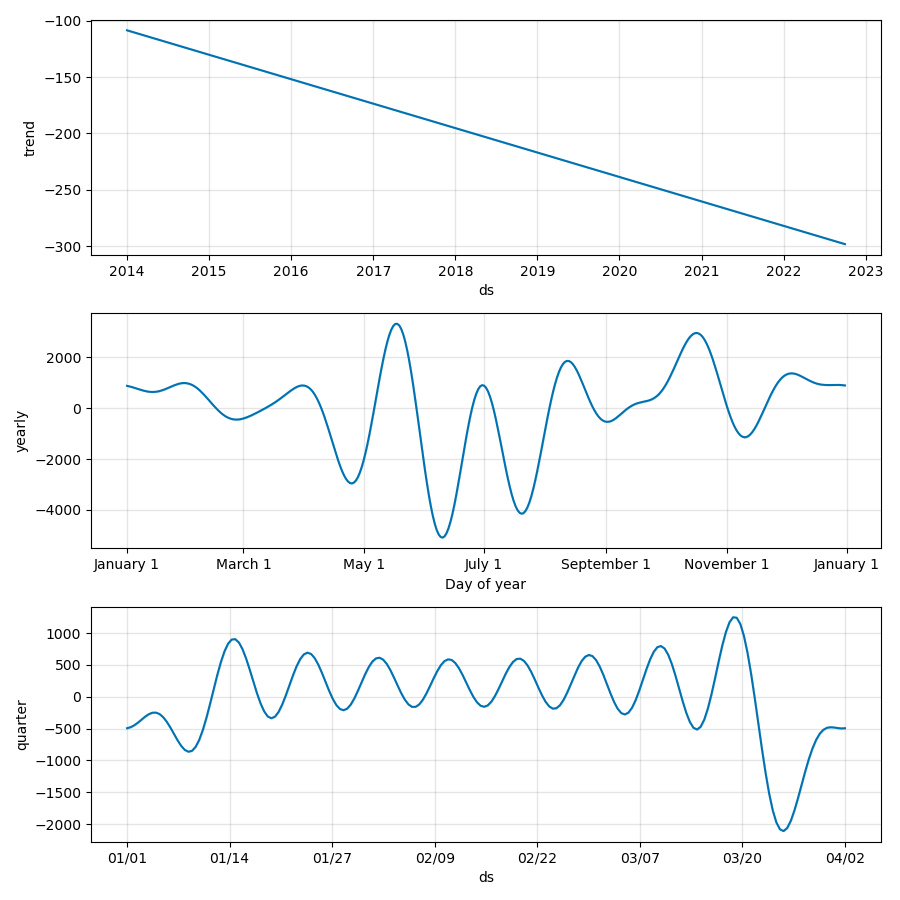 −100
−150
−200
−250
−300
trend
2014 2015 2016 2017 2018 2019 2020 2021 2022 2023
ds
2000
0
−2000
−4000
yearly
January 1 March 1 May 1 July 1 September 1 November 1 January 1
Day of year
1000
500
0
−500
−1000
−1500
−2000
quarter
01/01 01/14 01/27 02/09 02/22 03/07 03/20 04/02
ds